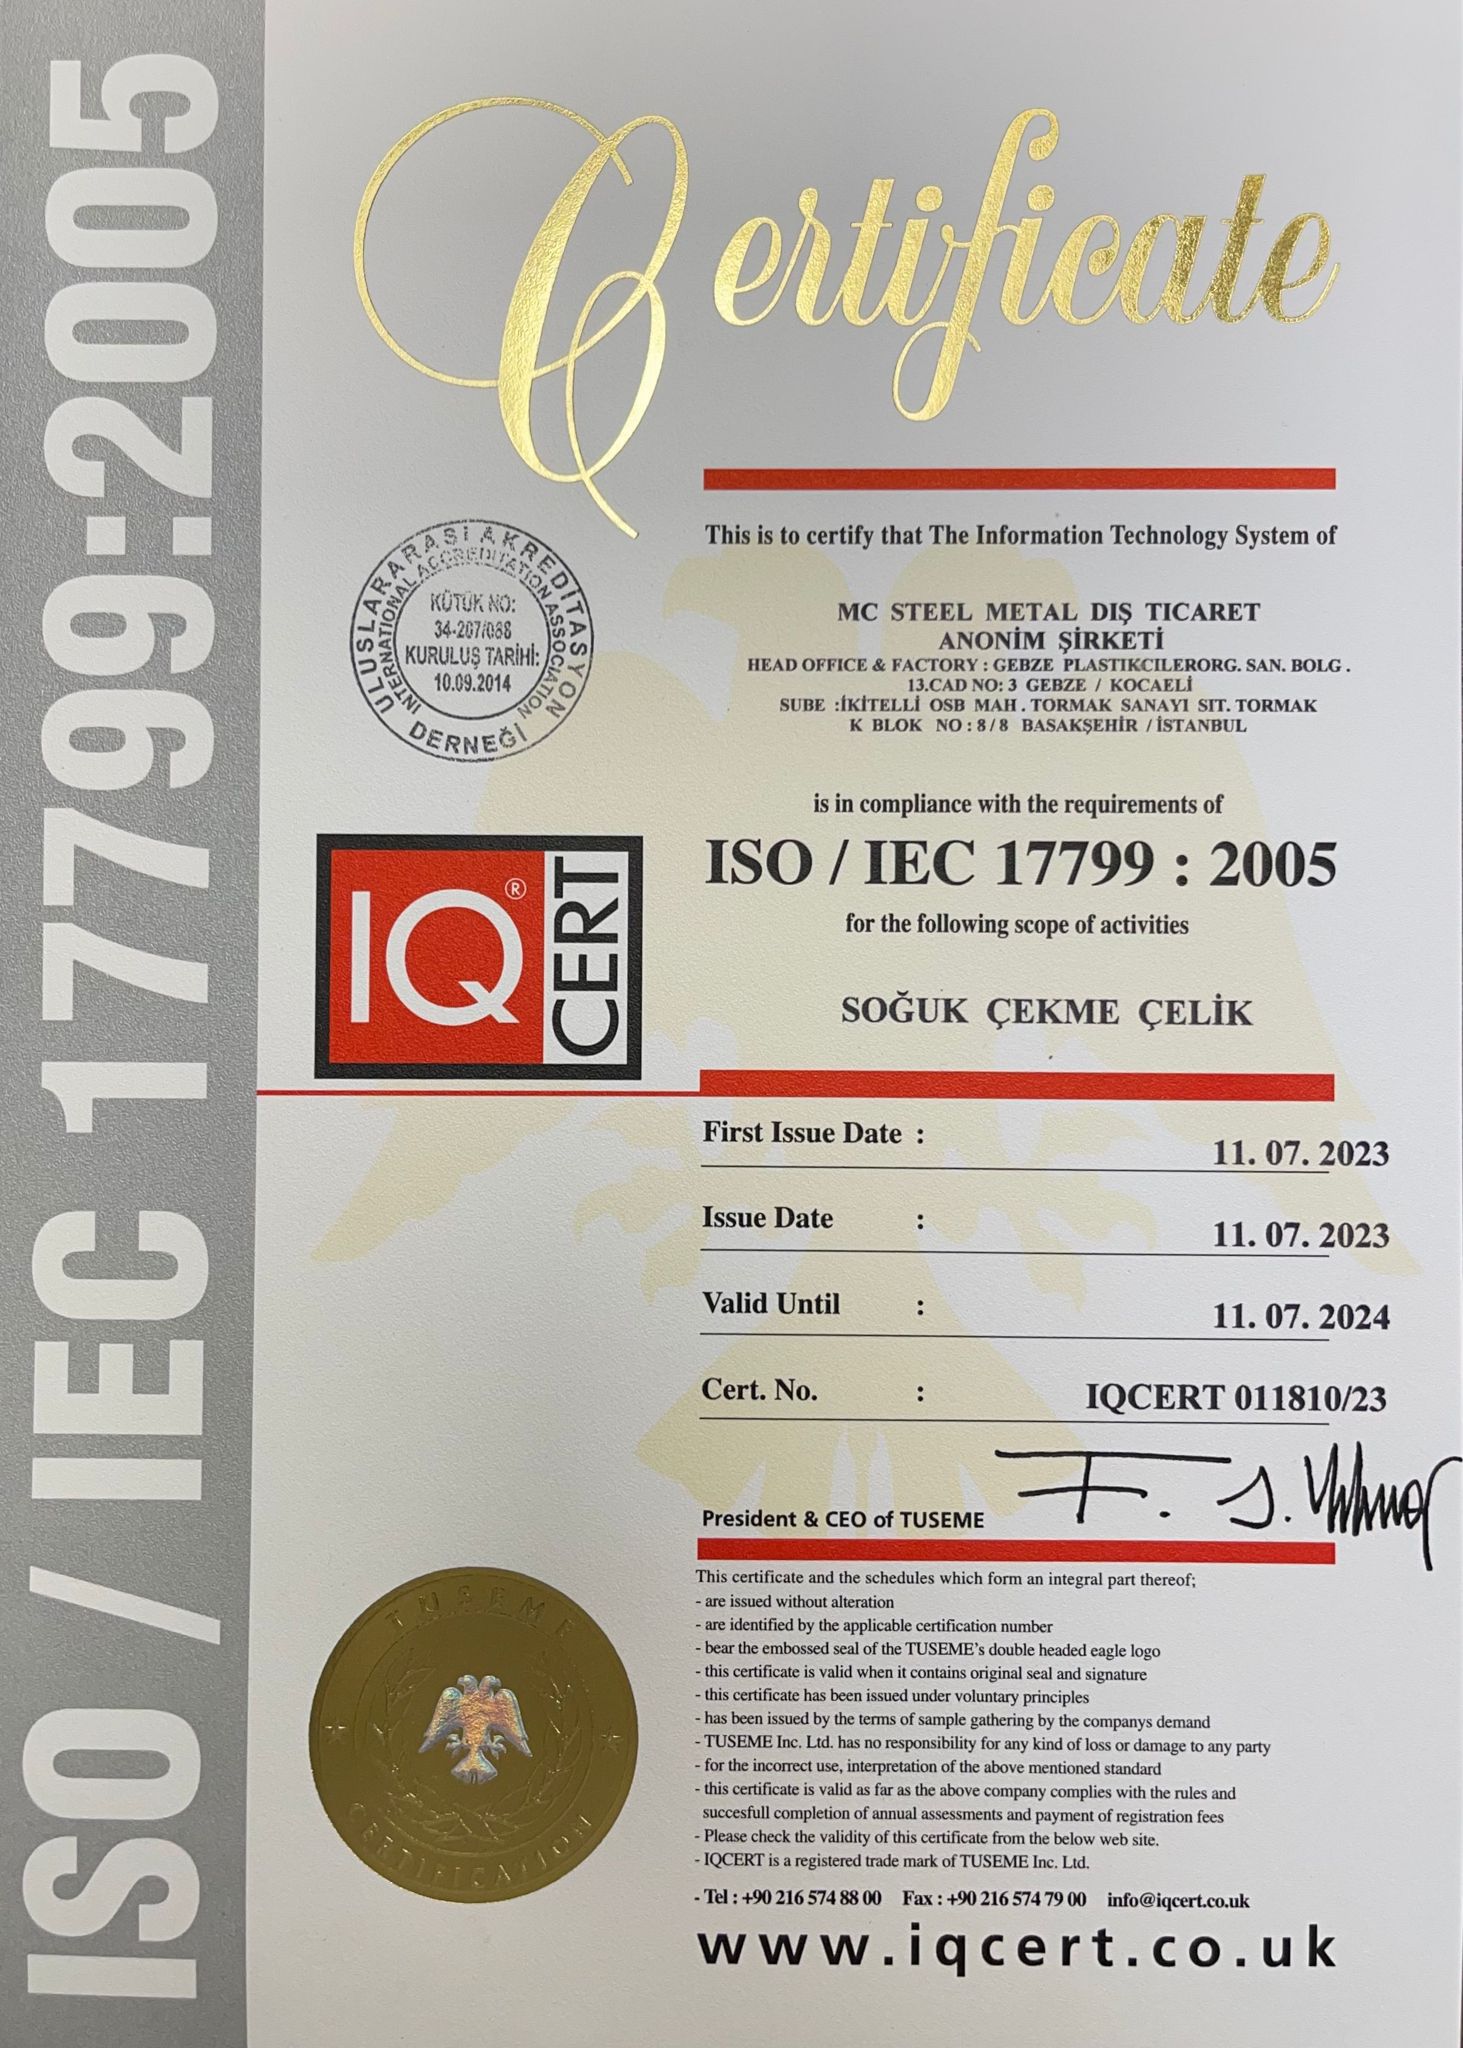 ISO / IEC 17799:2005
Certificate
This is to certify that The Information Technology System of
MC STEEL METAL DIŞ TICARET
ANONİM ŞİRKETİ
HEAD OFFICE & FACTORY : GEBZE PLASTIKCILERORG. SAN. BOLG .
13.CAD NO: 3 GEBZE / KOCAELİ
SUBE :İKİTELLİ OSB MAH . TORMAK SANAYI SIT. TORMAK
K BLOK NO : 8 / 8 BASAKŞEHİR / İSTANBUL
ULUSLARARASI AKREDİTASYON DERNEĞİ
INTERNATIONAL ACCREDITATION ASSOCIATION
KÜTÜK NO:
34-207/088
KURULUŞ TARİHİ:
10.09.2014
is in compliance with the requirements of
ISO / IEC 17799 : 2005
for the following scope of activities
SOĞUK ÇEKME ÇELİK
IQ ®
CERT
First Issue Date : 11. 07. 2023
Issue Date : 11. 07. 2023
Valid Until : 11. 07. 2024
Cert. No. : IQCERT 011810/23
President & CEO of TUSEME
This certificate and the schedules which form an integral part thereof;
- are issued without alteration
- are identified by the applicable certification number
- bear the embossed seal of the TUSEME's double headed eagle logo
- this certificate is valid when it contains original seal and signature
- this certificate has been issued under voluntary principles
- has been issued by the terms of sample gathering by the companys demand
- TUSEME Inc. Ltd. has no responsibility for any kind of loss or damage to any party
- for the incorrect use, interpretation of the above mentioned standard
- this certificate is valid as far as the above company complies with the rules and
succesfull completion of annual assessments and payment of registration fees
- Please check the validity of this certificate from the below web site.
- IQCERT is a registered trade mark of TUSEME Inc. Ltd.
- Tel : +90 216 574 88 00 Fax : +90 216 574 79 00 info@iqcert.co.uk
www.iqcert.co.uk
TUSEME
CERTIFICATION